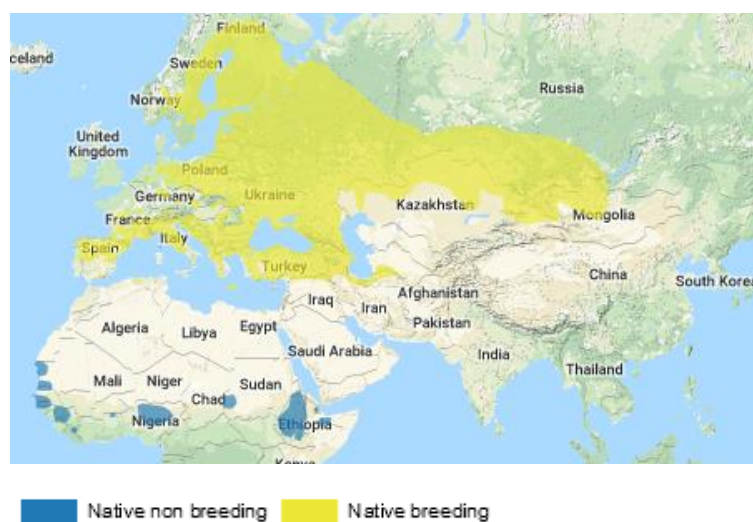 Finland
celand
Sweden
Russia
Norway
United
Kingdom
Poland
Germany
Ukraine
Kazakhstan
France
Mongolia
Italy
Spain
Turkey
China
South Korea
Afghanistan
Iraq
Iran
Algeria
Libya
Egypt
Pakistan
Saudi Arabia
India
Mali
Niger
Sudan
Thailand
Chad
Nigeria
Ethiopia
Kenya
Native non breeding
Native breeding